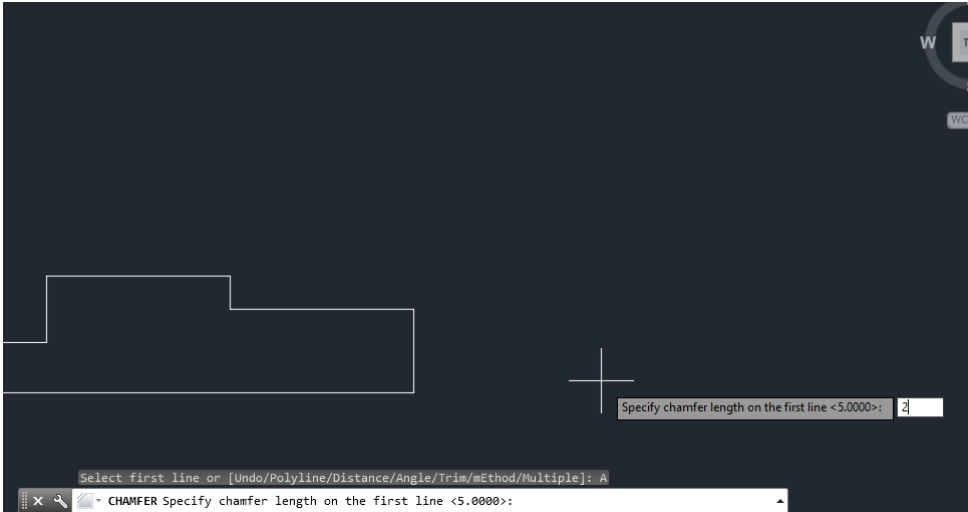 W
T
WC
Specify chamfer length on the first line <5.0000>: 2
Select first line or [Undo/Polyline/Distance/Angle/Trim/mEthod/Multiple]: A
CHAMFER Specify chamfer length on the first line <5.0000>: